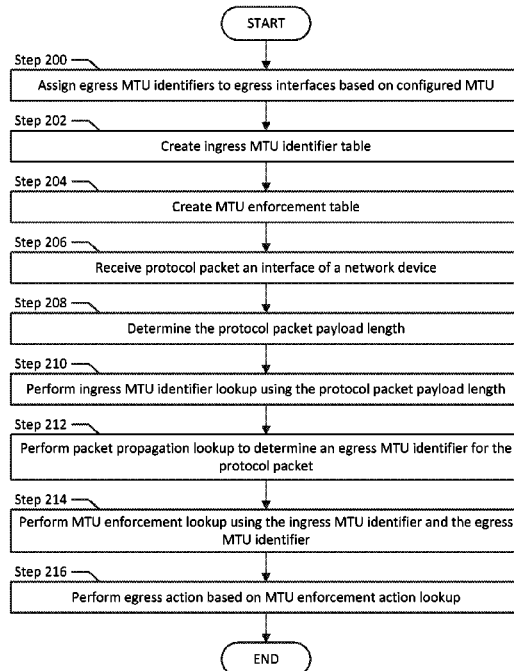 START
Step 200
Assign egress MTU identifiers to egress interfaces based on configured MTU
Step 202
Create ingress MTU identifier table
Step 204
Create MTU enforcement table
Step 206
Receive protocol packet an interface of a network device
Step 208
Determine the protocol packet payload length
Step 210
Perform ingress MTU identifier lookup using the protocol packet payload length
Step 212
Perform packet propagation lookup to determine an egress MTU identifier for the
protocol packet
Step 214
Perform MTU enforcement lookup using the ingress MTU identifier and the egress
MTU identifier
Step 216
Perform egress action based on MTU enforcement action lookup
END